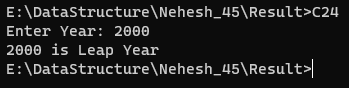 E:\DataStructure\Nehesh_45\Result>C24
Enter Year: 2000
2000 is Leap Year
E:\DataStructure\Nehesh_45\Result>